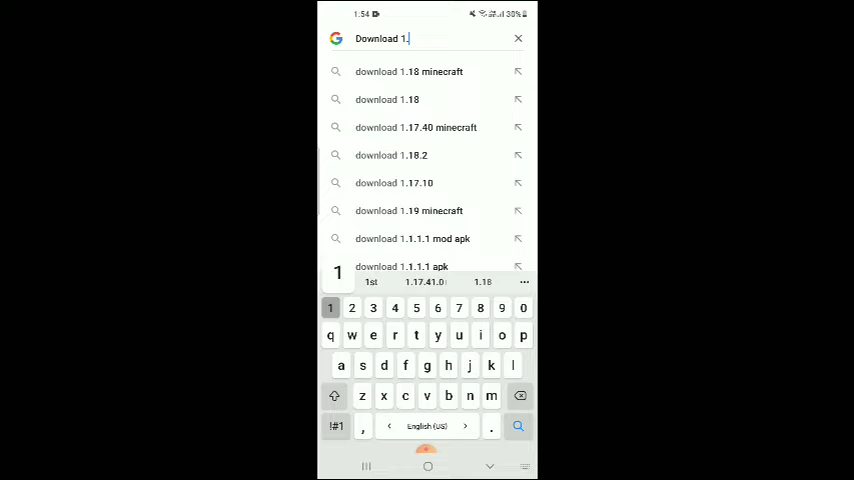 1:54 30%
Download 1.
download 1.18 minecraft
download 1.18
download 1.17.40 minecraft
download 1.18.2
download 1.17.10
download 1.19 minecraft
download 1.1.1.1 mod apk
download 1.1.1.1 apk
1
1st 1.17.41.0 1.18 •••
1 2 3 4 5 6 7 8 9 0
q w e r t y u i o p
a s d f g h j k l
z x c v b n m
!#1 , < English (US) > .